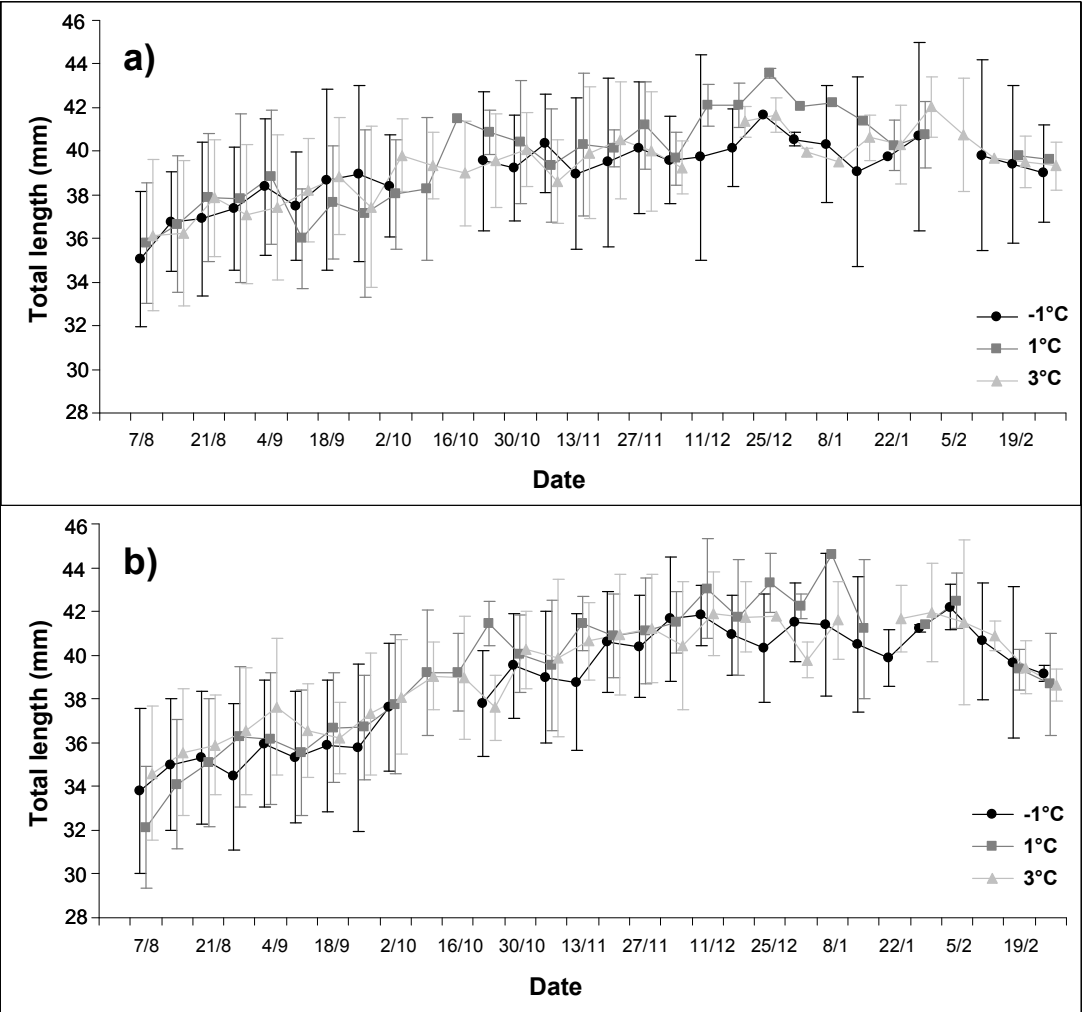 a)
Total length (mm)
46
44
42
40
38
36
34
32
30
28
-1°C
1°C
3°C
7/8 21/8 4/9 18/9 2/10 16/10 30/10 13/11 27/11 11/12 25/12 8/1 22/1 5/2 19/2
Date
b)
Total length (mm)
46
44
42
40
38
36
34
32
30
28
-1°C
1°C
3°C
7/8 21/8 4/9 18/9 2/10 16/10 30/10 13/11 27/11 11/12 25/12 8/1 22/1 5/2 19/2
Date